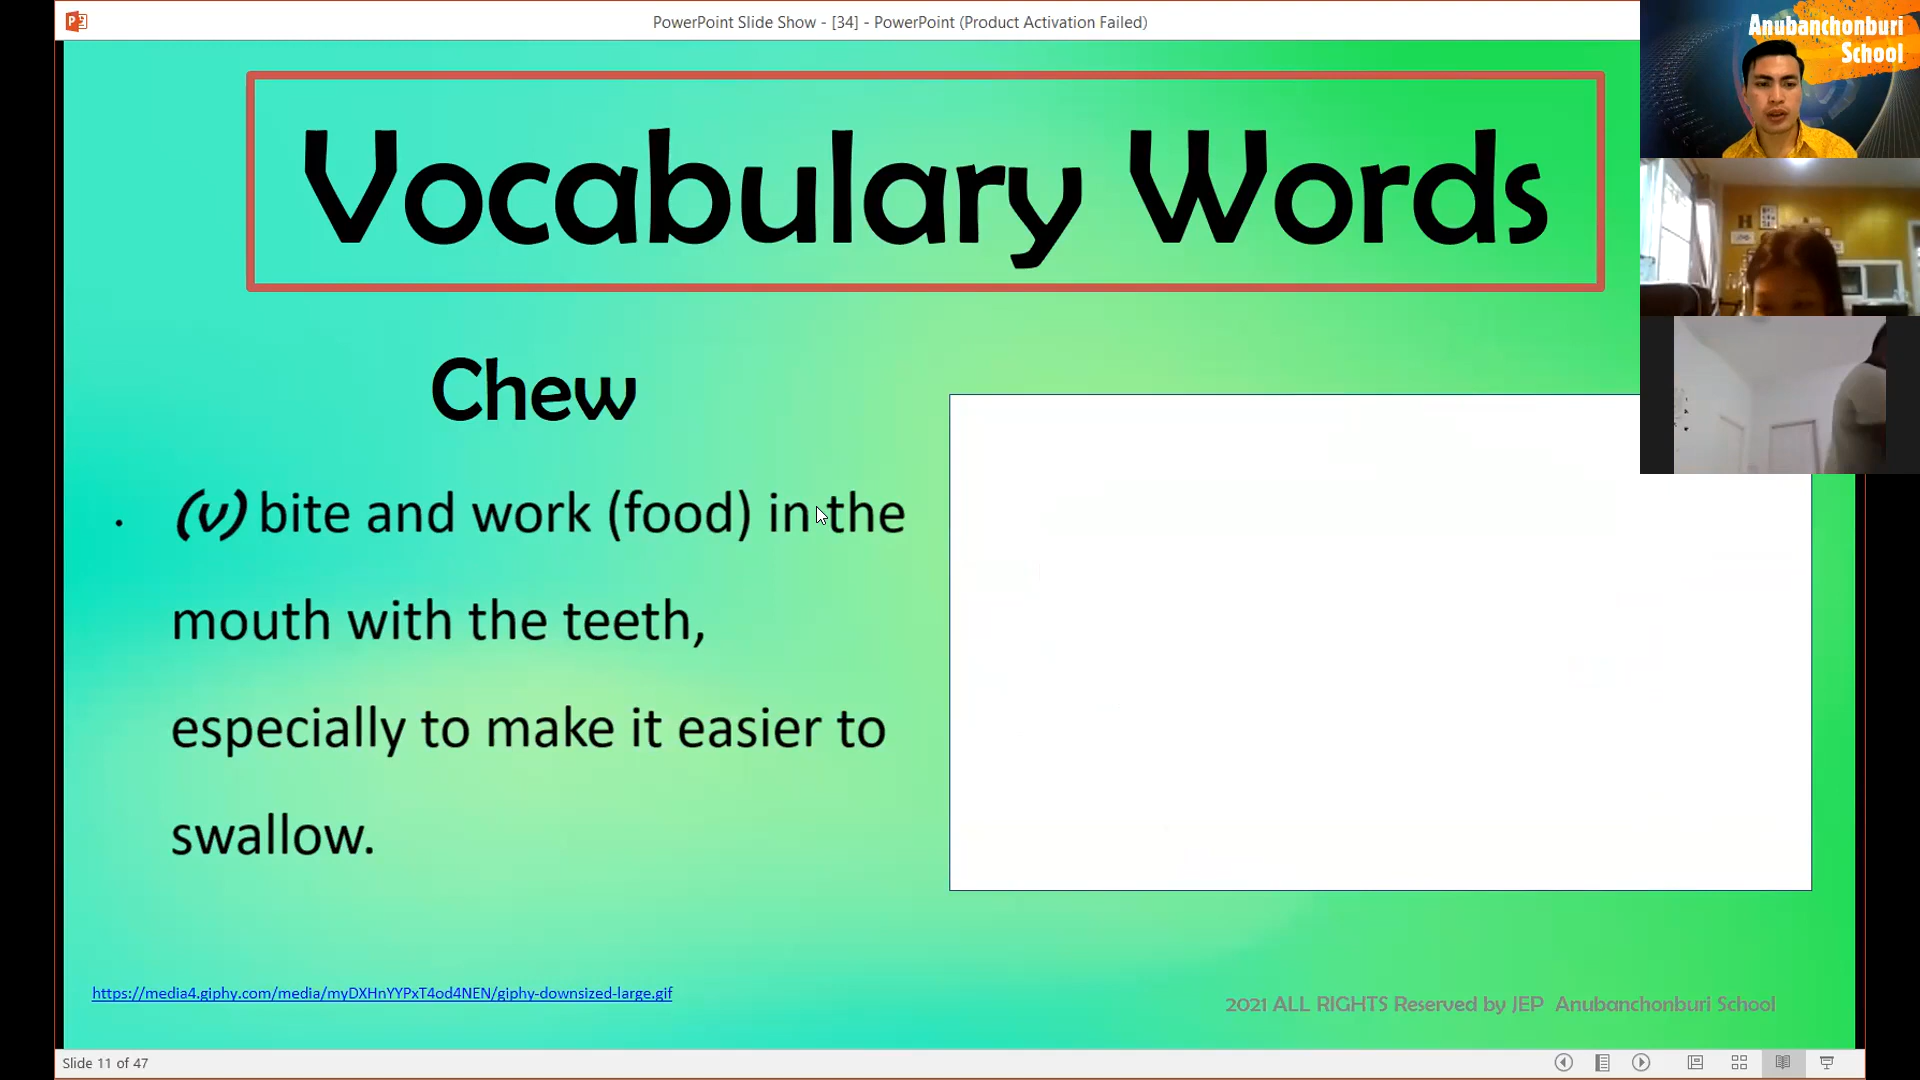 PowerPoint Slide Show - [34] - PowerPoint (Product Activation Failed)
Anubanchonburi
School
Vocabulary Words
Chew
• (v) bite and work (food) in the
mouth with the teeth,
especially to make it easier to
swallow.
https://media4.giphy.com/media/myDXHnYYPxT4od4NEN/giphy-downsized-large.gif
2021 ALL RIGHTS Reserved by JEP Anubanchonburi School
Slide 11 of 47